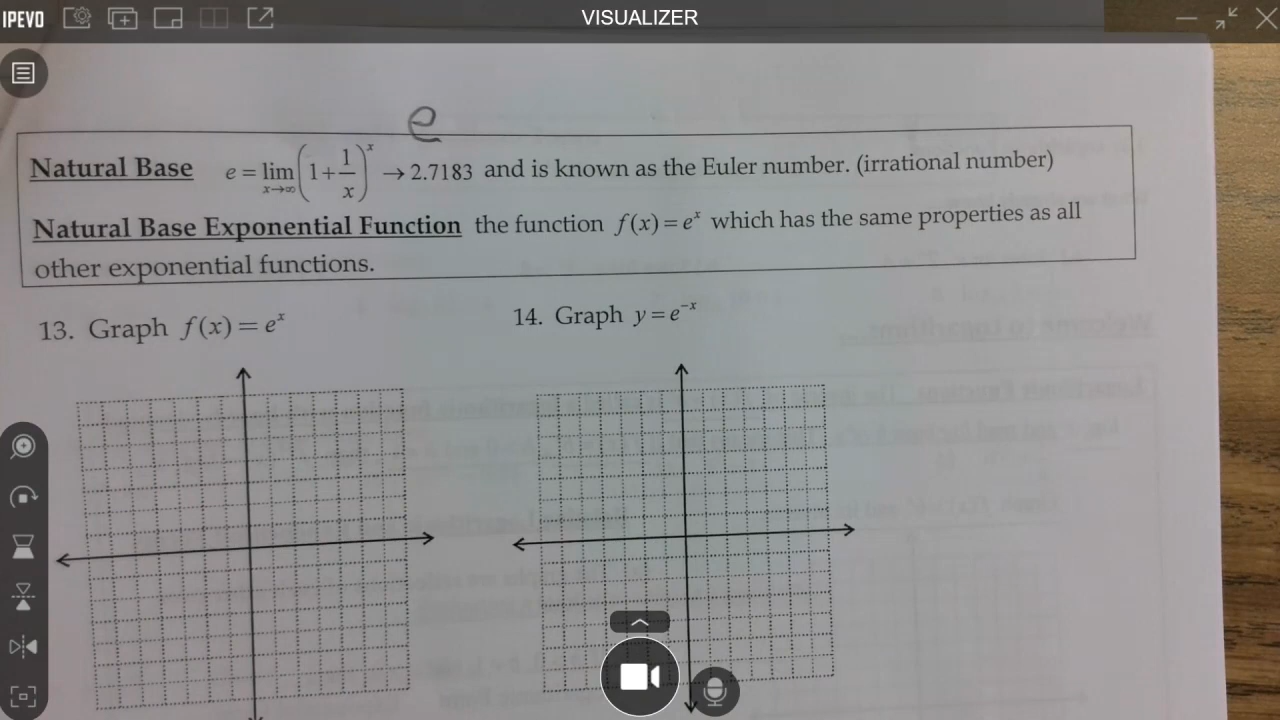 IPEVO
VISUALIZER
e
Natural Base e = lim x→∞ (1 + 1/x)^x → 2.7183 and is known as the Euler number. (irrational number)
Natural Base Exponential Function the function f(x) = e^x which has the same properties as all
other exponential functions.
13. Graph f(x) = e^x
14. Graph y = e^-x